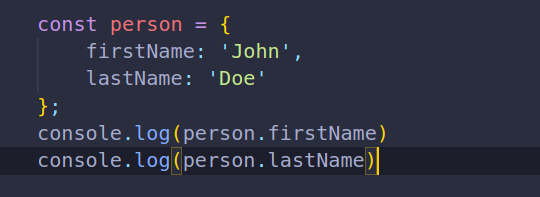 const person = {
    firstName: 'John',
    lastName: 'Doe'
};
console.log(person.firstName)
console.log(person.lastName)